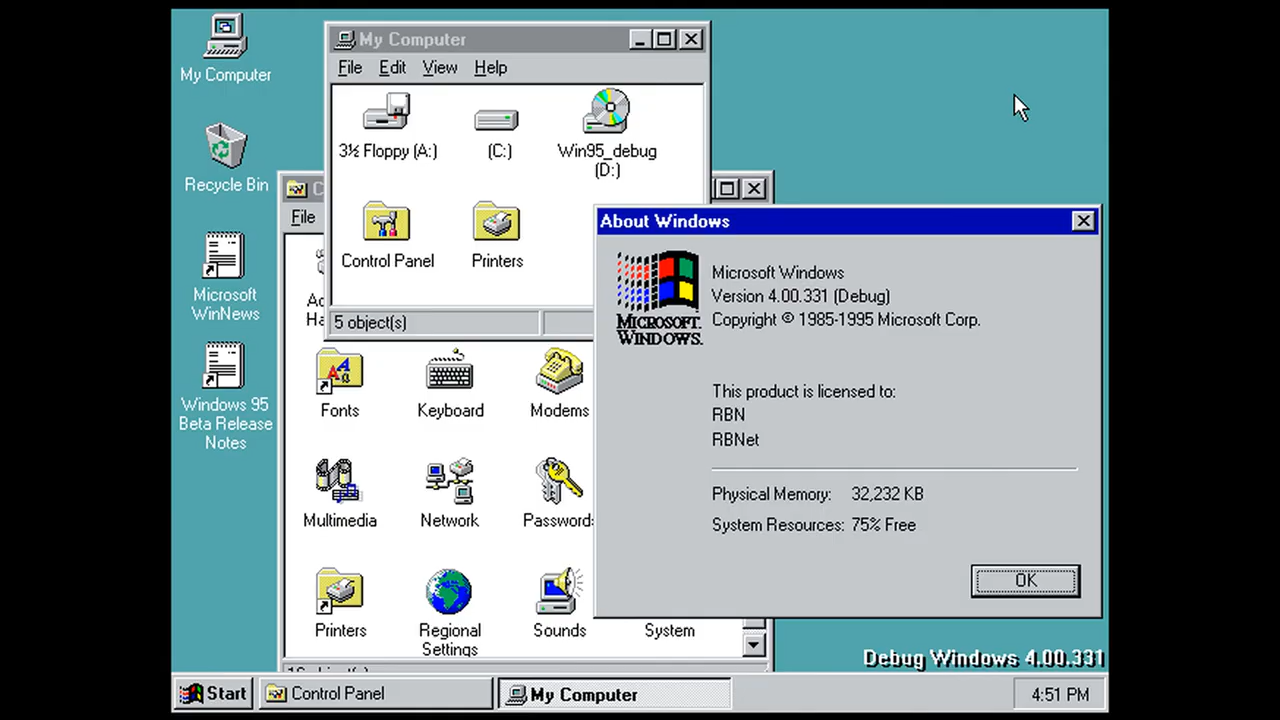 My Computer
Recycle Bin
Microsoft
WinNews
Windows 95
Beta Release
Notes
My Computer
File Edit View Help
3½ Floppy (A:)
(C:)
Win95_debug
(D:)
Control Panel
Printers
5 object(s)
File
Fonts
Keyboard
Modems
Multimedia
Network
Passwords
Printers
Regional
Settings
Sounds
System
About Windows
MICROSOFT.
WINDOWS.
Microsoft Windows
Version 4.00.331 (Debug)
Copyright © 1985-1995 Microsoft Corp.
This product is licensed to:
RBN
RBNet
Physical Memory: 32,232 KB
System Resources: 75% Free
OK
Debug Windows 4.00.331
Start
Control Panel
My Computer
4:51 PM